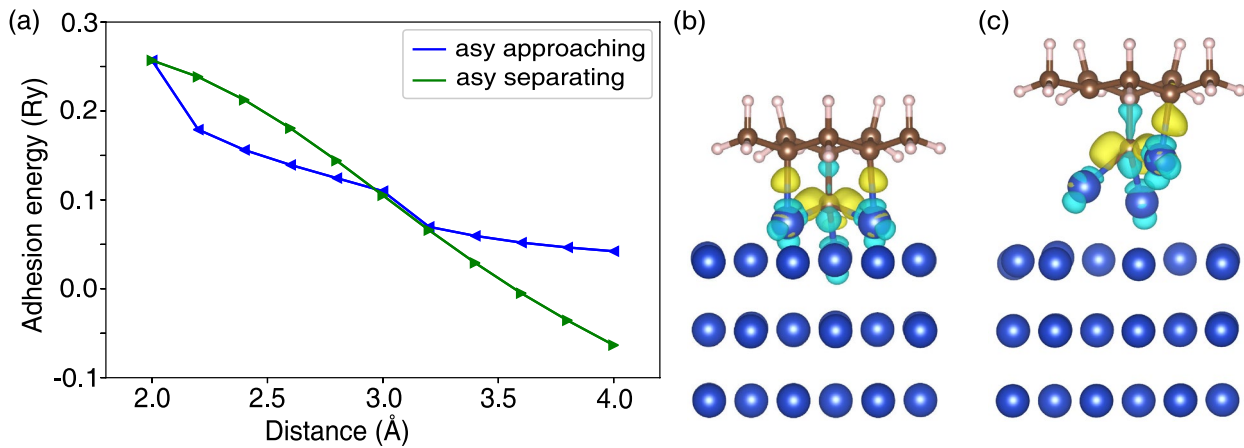 (a)
Adhesion energy (Ry)
0.3
0.2
0.1
0.0
-0.1
asy approaching
asy separating
2.0 2.5 3.0 3.5 4.0
Distance (Å)
(b)
(c)